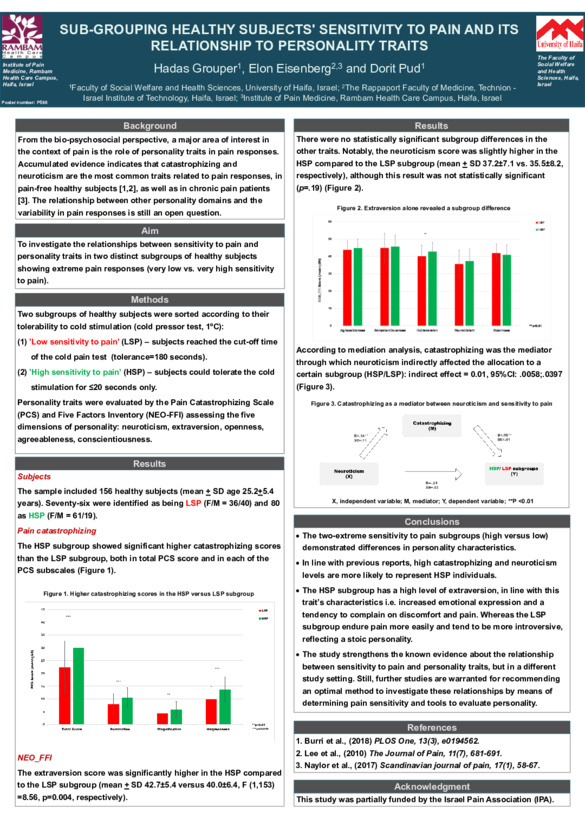 SUB-GROUPING HEALTHY SUBJECTS' SENSITIVITY TO PAIN AND ITS
RELATIONSHIP TO PERSONALITY TRAITS
Hadas Grouper¹, Elon Eisenberg²,³ and Dorit Pud¹
¹Faculty of Social Welfare and Health Sciences, University of Haifa, Israel; ²The Rappaport Faculty of Medicine, Technion -
Israel Institute of Technology, Haifa, Israel; ³Institute of Pain Medicine, Rambam Health Care Campus, Haifa, Israel
RAMBAM
Health Care
Campus
Institute of Pain
Medicine, Rambam
Health Care Campus,
Haifa, Israel
University of Haifa
The Faculty of
Social Welfare
and Health
Sciences, Haifa,
Israel
Background
From the bio-psychosocial perspective, a major area of interest in
the context of pain is the role of personality traits in pain responses.
Accumulated evidence indicates that catastrophizing and
neuroticism are the most common traits related to pain responses, in
pain-free healthy subjects [1,2], as well as in chronic pain patients
[3]. The relationship between other personality domains and the
variability in pain responses is still an open question.
Aim
To investigate the relationships between sensitivity to pain and
personality traits in two distinct subgroups of healthy subjects
showing extreme pain responses (very low vs. very high sensitivity
to pain).
Methods
Two subgroups of healthy subjects were sorted according to their
tolerability to cold stimulation (cold pressor test, 1ºC):
(1) 'Low sensitivity to pain' (LSP) – subjects reached the cut-off time
of the cold pain test (tolerance=180 seconds).
(2) 'High sensitivity to pain' (HSP) – subjects could tolerate the cold
stimulation for ≤20 seconds only.
Personality traits were evaluated by the Pain Catastrophizing Scale
(PCS) and Five Factors Inventory (NEO-FFI) assessing the five
dimensions of personality: neuroticism, extraversion, openness,
agreeableness, conscientiousness.
Results
Subjects
The sample included 156 healthy subjects (mean ± SD age 25.2±5.4
years). Seventy-six were identified as being LSP (F/M = 36/40) and 80
as HSP (F/M = 61/19).
Pain catastrophizing
The HSP subgroup showed significant higher catastrophizing scores
than the LSP subgroup, both in total PCS score and in each of the
PCS subscales (Figure 1).
Figure 1. Higher catastrophizing scores in the HSP versus LSP subgroup
Total Score
Rumination
Magnification
Helplessness
LSP
HSP
NEO_FFI
The extraversion score was significantly higher in the HSP compared
to the LSP subgroup (mean ± SD 42.7±5.4 versus 40.0±6.4, F (1,153)
=8.56, p=0.004, respectively).
Results
There were no statistically significant subgroup differences in the
other traits. Notably, the neuroticism score was slightly higher in the
HSP compared to the LSP subgroup (mean ± SD 37.2±7.1 vs. 35.5±8.2,
respectively), although this result was not statistically significant
(p=.19) (Figure 2).
Figure 2. Extraversion alone revealed a subgroup difference
LSP
HSP
Agreeableness
Extraversion
Neuroticism
Openness
According to mediation analysis, catastrophizing was the mediator
through which neuroticism indirectly affected the allocation to a
certain subgroup (HSP/LSP): indirect effect = 0.01, 95%CI: .0058;.0397
(Figure 3).
Figure 3. Catastrophizing as a mediator between neuroticism and sensitivity to pain
Catastrophizing
(M)
Neuroticism
(X)
HSP/ LSP subgroups
(Y)
X, independent variable; M, mediator; Y, dependent variable; **P <0.01
Conclusions
• The two-extreme sensitivity to pain subgroups (high versus low)
demonstrated differences in personality characteristics.
• In line with previous reports, high catastrophizing and neuroticism
levels are more likely to represent HSP individuals.
• The HSP subgroup has a high level of extraversion, in line with this
trait's characteristics i.e. increased emotional expression and a
tendency to complain on discomfort and pain. Whereas the LSP
subgroup endure pain more easily and tend to be more introversive,
reflecting a stoic personality.
• The study strengthens the known evidence about the relationship
between sensitivity to pain and personality traits, but in a different
study setting. Still, further studies are warranted for recommending
an optimal method to investigate these relationships by means of
determining pain sensitivity and tools to evaluate personality.
References
1. Burri et al., (2018) PLOS One, 13(3), e0194562.
2. Lee et al., (2010) The Journal of Pain, 11(7), 681-691.
3. Naylor et al., (2017) Scandinavian journal of pain, 17(1), 58-67.
Acknowledgment
This study was partially funded by the Israel Pain Association (IPA).